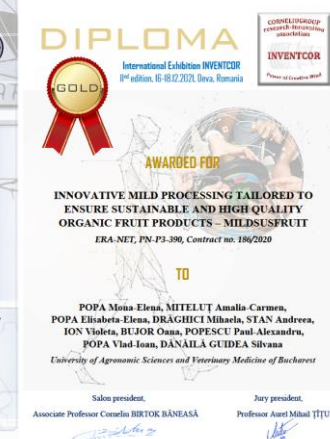 DIPLOMA
CORNELIUGROUP
research-innovation
association
INVENTCOR
Power of Creative Mind
International Exhibition INVENTCOR
IInd edition, 16-18.12.2021, Deva, Romania
GOLD
AWARDED FOR
INNOVATIVE MILD PROCESSING TAILORED TO
ENSURE SUSTAINABLE AND HIGH QUALITY
ORGANIC FRUIT PRODUCTS – MILDSUSFRUIT
ERA-NET, PN-P3-390, Contract no. 186/2020
TO
POPA Mona-Elena, MITELUȚ Amalia-Carmen,
POPA Elisabeta-Elena, DRĂGHICI Mihaela, STAN Andreea,
ION Violeta, BUJOR Oana, POPESCU Paul-Alexandru,
POPA Vlad-Ioan, DĂNĂILĂ GUIDEA Silvana
University of Agronomic Sciences and Veterinary Medicine of Bucharest
Salon president,
Jury president,
Associate Professor Corneliu BIRTOK BĂNEASĂ
Professor Aurel Mihail ȚÎȚU